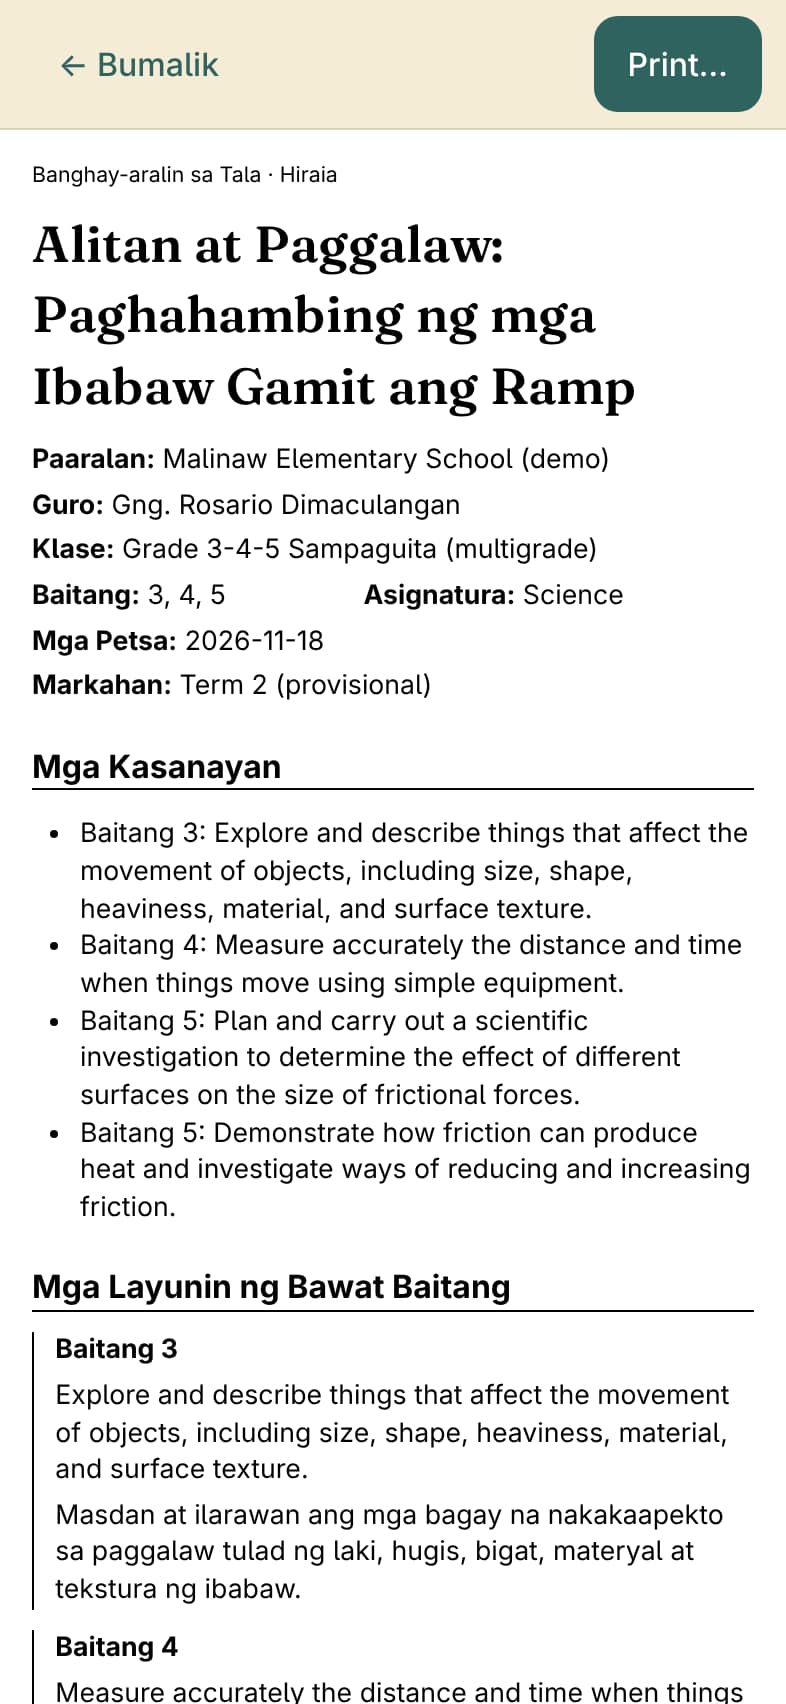 ← Bumalik
Print...
Banghay-aralin sa Tala · Hiraia
Alitan at Paggalaw:
Paghahambing ng mga
Ibabaw Gamit ang Ramp
Paaralan: Malinaw Elementary School (demo)
Guro: Gng. Rosario Dimaculangan
Klase: Grade 3-4-5 Sampaguita (multigrade)
Baitang: 3, 4, 5 Asignatura: Science
Mga Petsa: 2026-11-18
Markahan: Term 2 (provisional)
Mga Kasanayan
• Baitang 3: Explore and describe things that affect the
movement of objects, including size, shape,
heaviness, material, and surface texture.
• Baitang 4: Measure accurately the distance and time
when things move using simple equipment.
• Baitang 5: Plan and carry out a scientific
investigation to determine the effect of different
surfaces on the size of frictional forces.
• Baitang 5: Demonstrate how friction can produce
heat and investigate ways of reducing and increasing
friction.
Mga Layunin ng Bawat Baitang
Baitang 3
Explore and describe things that affect the movement
of objects, including size, shape, heaviness, material,
and surface texture.
Masdan at ilarawan ang mga bagay na nakakaapekto
sa paggalaw tulad ng laki, hugis, bigat, materyal at
tekstura ng ibabaw.
Baitang 4
Measure accurately the distance and time when things